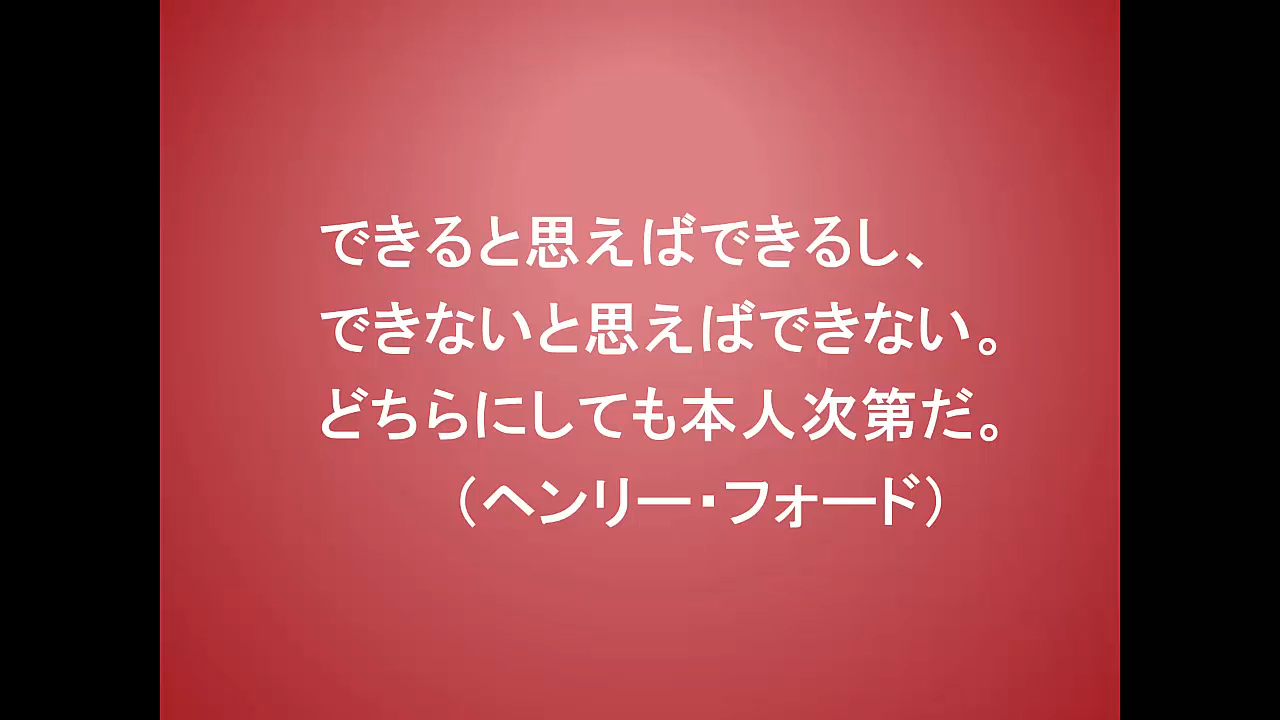 できると思えばできるし、
できないと思えばできない。
どちらにしても本人次第だ。
（ヘンリー・フォード）